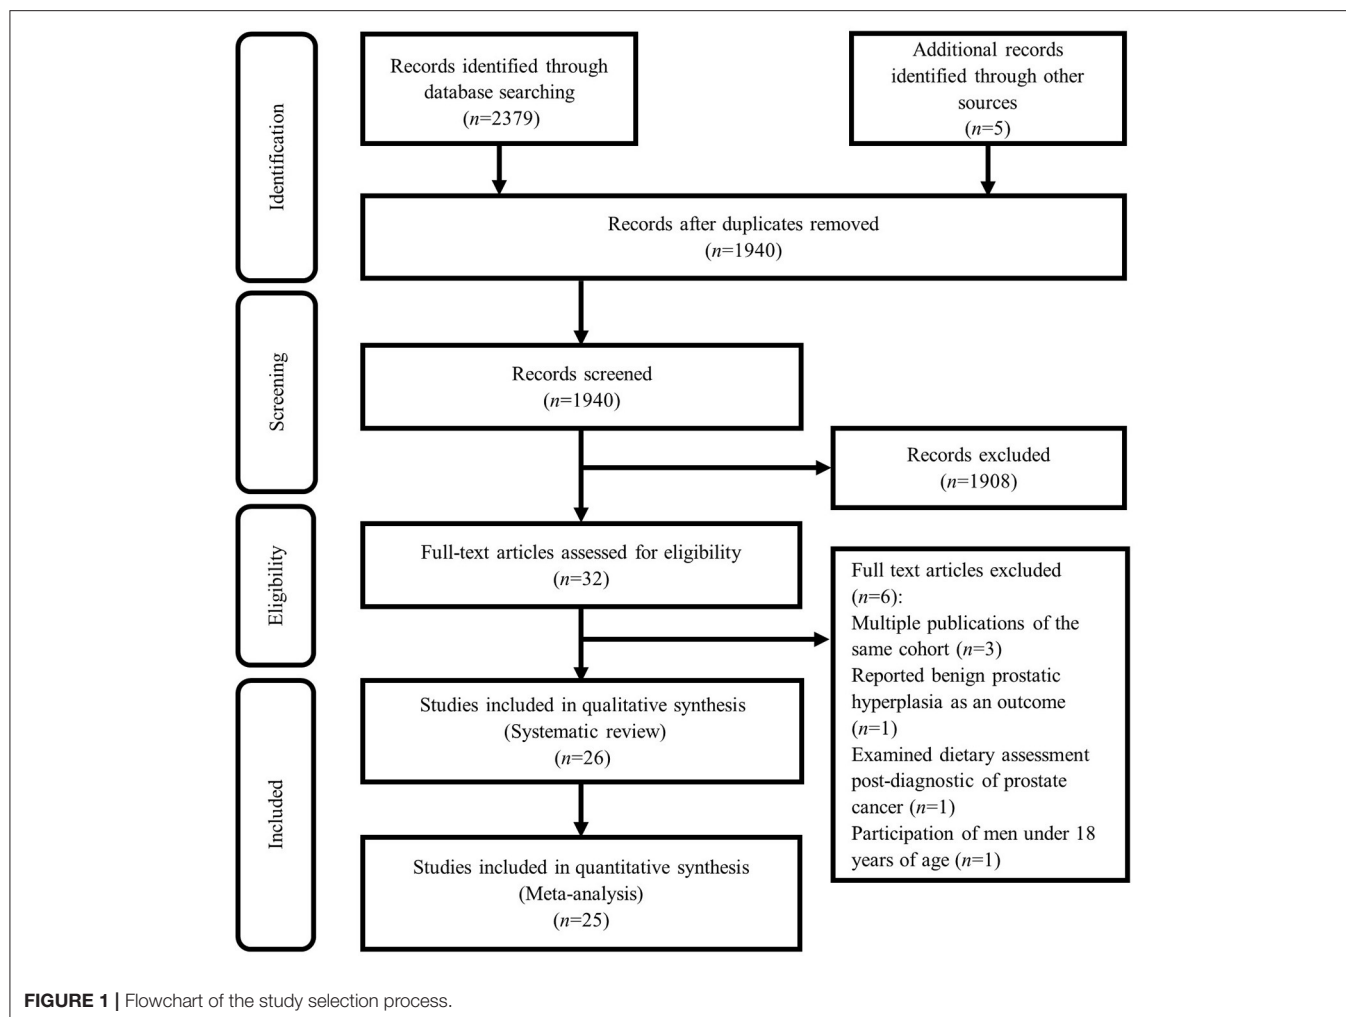 Identification
Records identified through
database searching
(n=2379)
Additional records
identified through other
sources
(n=5)
Records after duplicates removed
(n=1940)
Screening
Records screened
(n=1940)
Records excluded
(n=1908)
Eligibility
Full-text articles assessed for eligibility
(n=32)
Full text articles excluded
(n=6):
Multiple publications of the
same cohort (n=3)
Reported benign prostatic
hyperplasia as an outcome
(n=1)
Examined dietary assessment
post-diagnostic of prostate
cancer (n=1)
Participation of men under 18
years of age (n=1)
Included
Studies included in qualitative synthesis
(Systematic review)
(n=26)
Studies included in quantitative synthesis
(Meta-analysis)
(n=25)
FIGURE 1 | Flowchart of the study selection process.